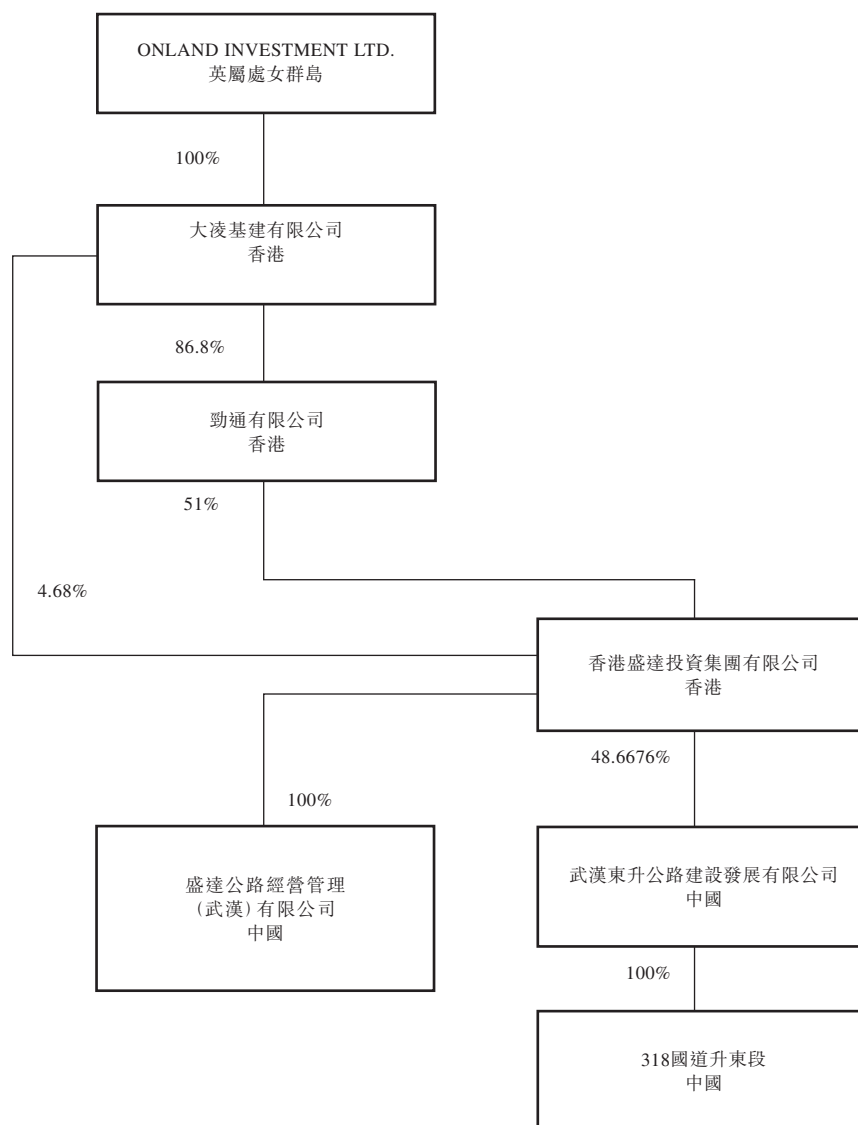 ONLAND INVESTMENT LTD.
英屬處女群島
100%
大凌基建有限公司
香港
86.8%
勁通有限公司
香港
51%
4.68%
香港盛達投資集團有限公司
香港
48.6676%
100%
盛達公路經營管理
(武漢)有限公司
中國
武漢東升公路建設發展有限公司
中國
100%
318國道升東段
中國